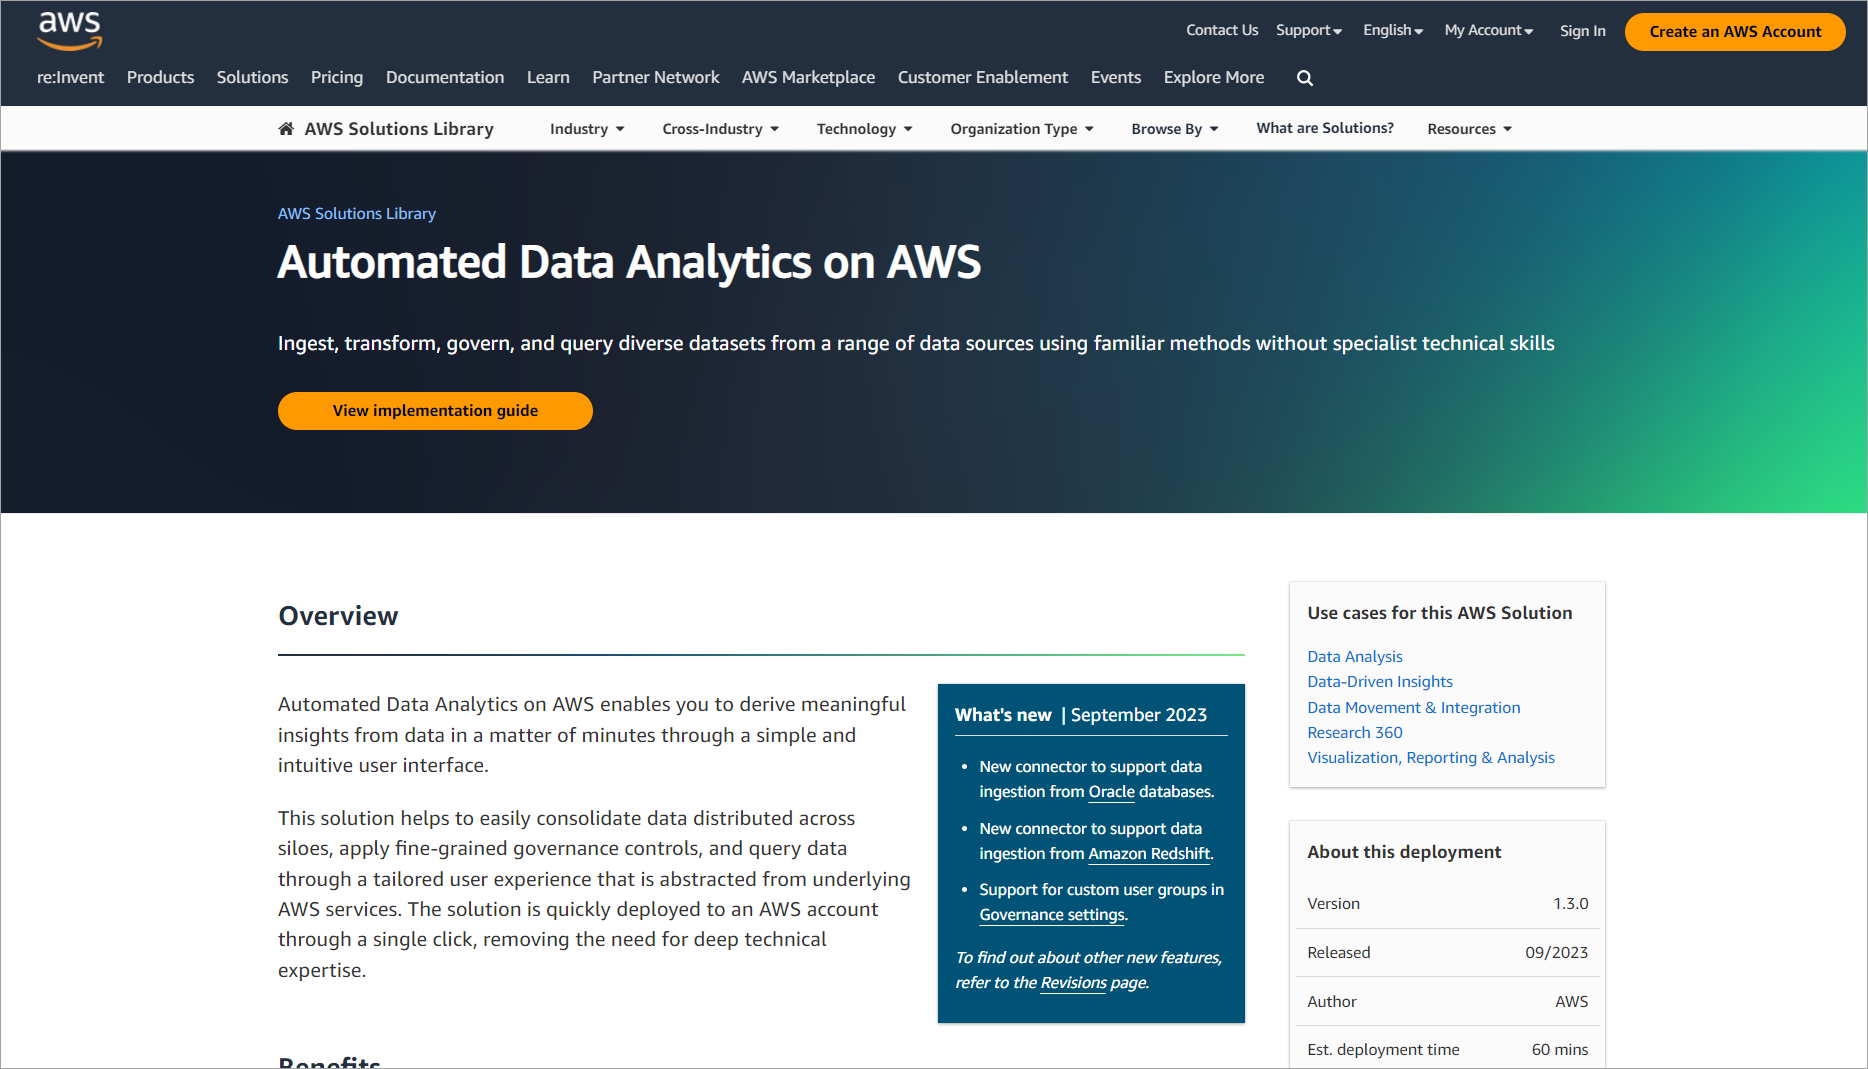 aws
Contact Us Support English My Account Sign In Create an AWS Account
re:Invent Products Solutions Pricing Documentation Learn Partner Network AWS Marketplace Customer Enablement Events Explore More
AWS Solutions Library Industry Cross-Industry Technology Organization Type Browse By What are Solutions? Resources
AWS Solutions Library
Automated Data Analytics on AWS
Ingest, transform, govern, and query diverse datasets from a range of data sources using familiar methods without specialist technical skills
View implementation guide
Overview
Automated Data Analytics on AWS enables you to derive meaningful
insights from data in a matter of minutes through a simple and
intuitive user interface.
This solution helps to easily consolidate data distributed across
siloes, apply fine-grained governance controls, and query data
through a tailored user experience that is abstracted from underlying
AWS services. The solution is quickly deployed to an AWS account
through a single click, removing the need for deep technical
expertise.
What's new | September 2023
• New connector to support data
ingestion from Oracle databases.
• New connector to support data
ingestion from Amazon Redshift.
• Support for custom user groups in
Governance settings.
To find out about other new features,
refer to the Revisions page.
Benefits
Use cases for this AWS Solution
Data Analysis
Data-Driven Insights
Data Movement & Integration
Research 360
Visualization, Reporting & Analysis
About this deployment
Version 1.3.0
Released 09/2023
Author AWS
Est. deployment time 60 mins